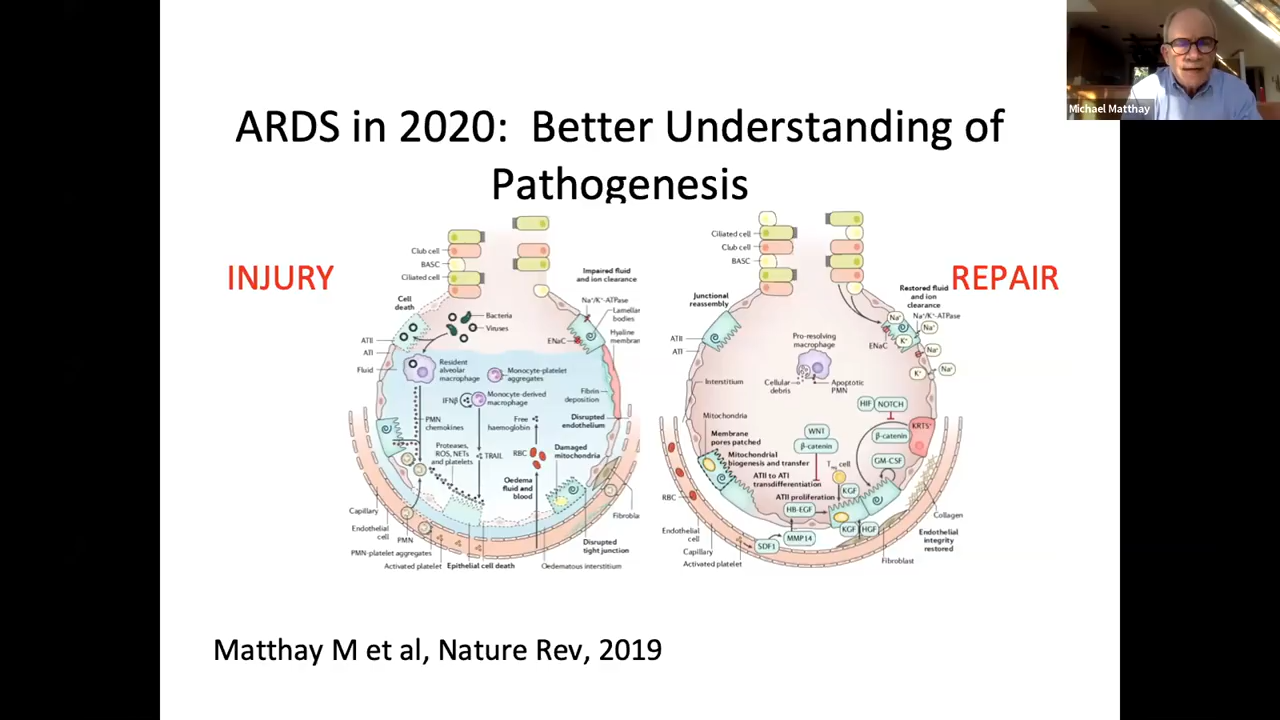 Michael Matthay
ARDS in 2020:  Better Understanding of
Pathogenesis
INJURY
REPAIR
Club cell
BASC
Ciliated cell
Cell
death
Bacteria
Viruses
Impaired fluid
and ion clearance
Na⁺/K⁺-ATPase
Lamellar
bodies
Hyaline
ENaC
ATII
ATI
Fluid
Resident
alveolar
macrophage
Monocyte-platelet
aggregates
IFNβ
Monocyte-derived
macrophage
Fibrin
deposition
PMN
chemokines
Free
haemoglobin
Disrupted
endothelium
Proteases,
ROS, NETs
and platelets
TRAIL
RBC
Damaged
mitochondria
Oedema
fluid and
blood
Capillary
Endothelial
cell
PMN
PMN-platelet aggregates
Activated platelet
Epithelial cell death
Oedematous interstitium
Disrupted
tight junction
Fibrobla
Ciliated cell
Club cell
BASC
Junctional
reassembly
Restored fluid
and ion
clearance
Na⁺/K⁺-ATPase
Na⁺
Na⁺
K⁺
ENaC
Na⁺
K⁺
Na⁺
ATII
ATI
Pro-resolving
macrophage
Cellular
debris
Apoptotic
PMN
Interstitium
Mitochondria
Membrane
pores patched
Mitochondrial
biogenesis and transfer
ATII to ATI
transdifferentiation
ATII proliferation
WNT
β-catenin
HIF
NOTCH
β-catenin
KRT5⁺
GM-CSF
cell
KGF
HB-EGF
MMP14
SDF1
KGF
HGF
RBC
Endothelial
cell
Capillary
Activated platelet
Collagen
Endothelial
integrity
restored
Fibroblast
Matthay M et al, Nature Rev, 2019